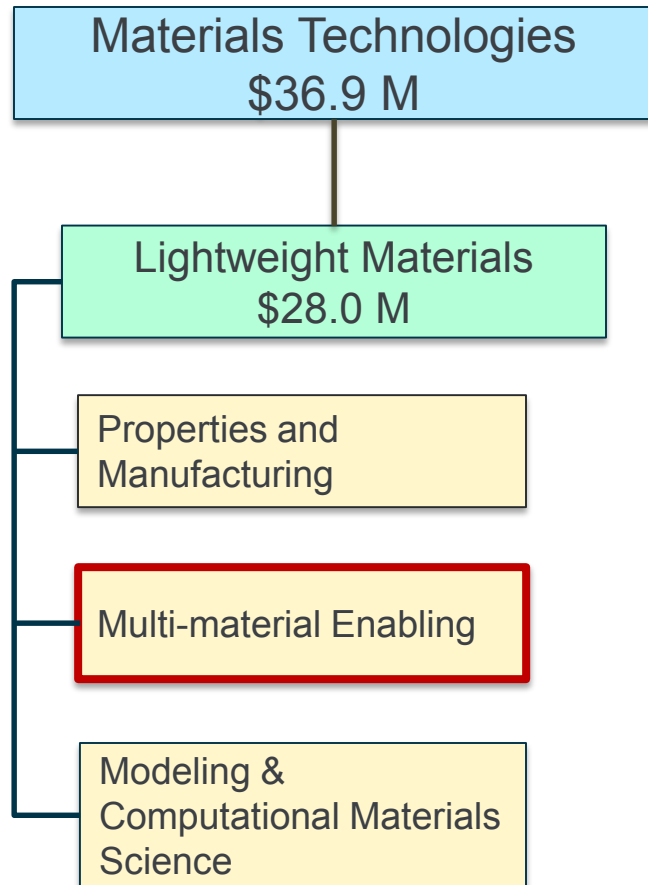 Materials Technologies
$36.9 M
Lightweight Materials
$28.0 M
Properties and
Manufacturing
Multi-material Enabling
Modeling &
Computational Materials
Science